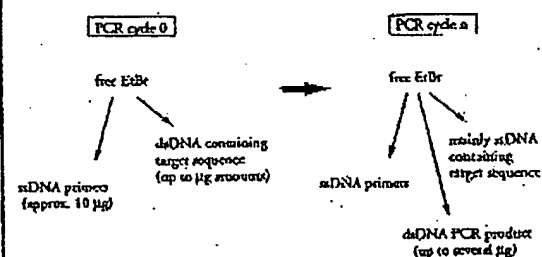 PCR cycle 0
free EtBr
dsDNA containing
target sequence
(up to μg amounts)
ssDNA primers
(approx. 10 μg)
PCR cycle n
free EtBr
mainly ssDNA
containing
target sequence
ssDNA primers
dsDNA PCR product
(up to several μg)